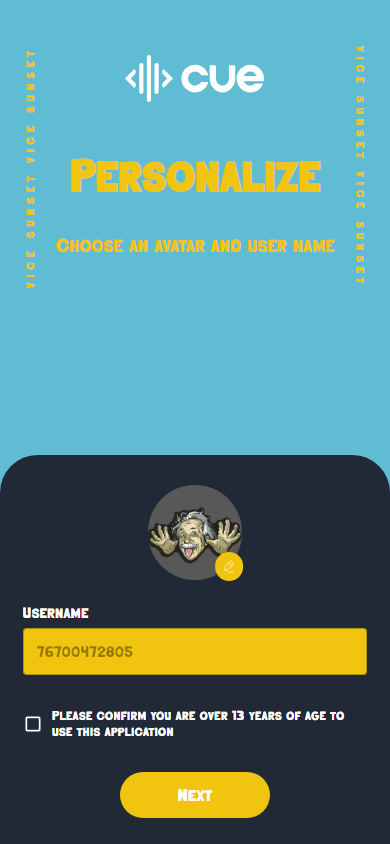 cue
VICE SUNSET VICE SUNSET
VICE SUNSET VICE SUNSET
Personalize
Choose an avatar and user name
Username
76700472805
Please confirm you are over 13 years of age to
use this application
Next